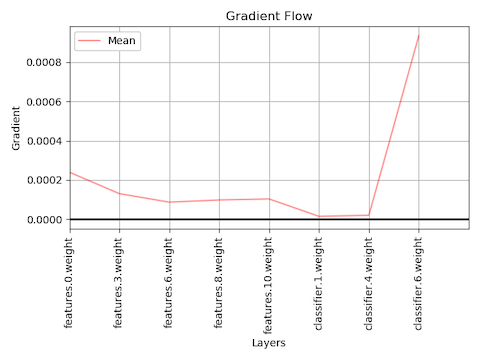 Gradient Flow
Mean
0.0008
0.0006
0.0004
0.0002
0.0000
Gradient
features.0.weight
features.3.weight
features.6.weight
features.8.weight
features.10.weight
classifier.1.weight
classifier.4.weight
classifier.6.weight
Layers